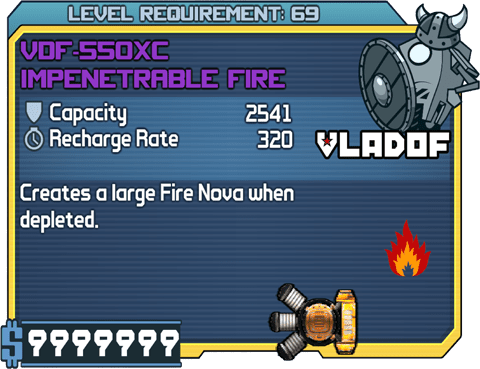 LEVEL REQUIREMENT: 69
VDF-550XC
IMPENETRABLE FIRE
Capacity 2541
Recharge Rate 320
VLADOF
Creates a large Fire Nova when
depleted.
$9999999